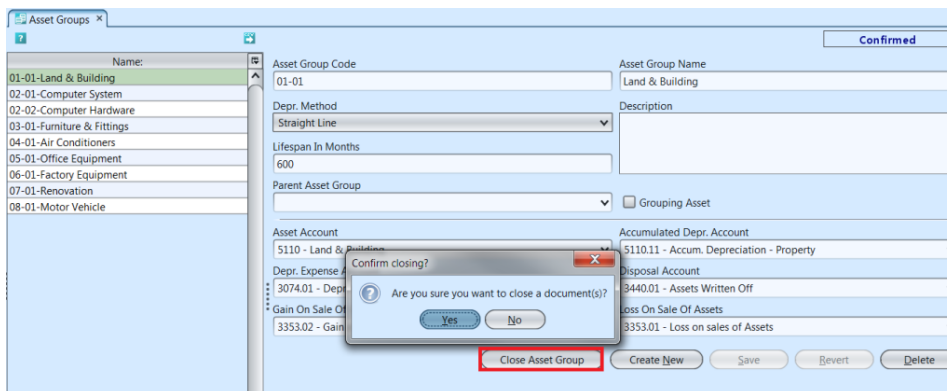 Asset Groups
Confirmed
Name:
01-01-Land & Building
02-01-Computer System
02-02-Computer Hardware
03-01-Furniture & Fittings
04-01-Air Conditioners
05-01-Office Equipment
06-01-Factory Equipment
07-01-Renovation
08-01-Motor Vehicle
Asset Group Code
Asset Group Name
01-01
Land & Building
Depr. Method
Description
Straight Line
Lifespan In Months
600
Parent Asset Group
Grouping Asset
Asset Account
Accumulated Depr. Account
5110 - Land & Building
5110.11 - Accum. Depreciation - Property
Depr. Expense
Disposal Account
3074.01 - Depr
3440.01 - Assets Written Off
Gain On Sale Of
Loss On Sale Of Assets
3353.02 - Gain
3353.01 - Loss on sales of Assets
Confirm closing?
Are you sure you want to close a document(s)?
Yes
No
Close Asset Group
Create New
Save
Revert
Delete